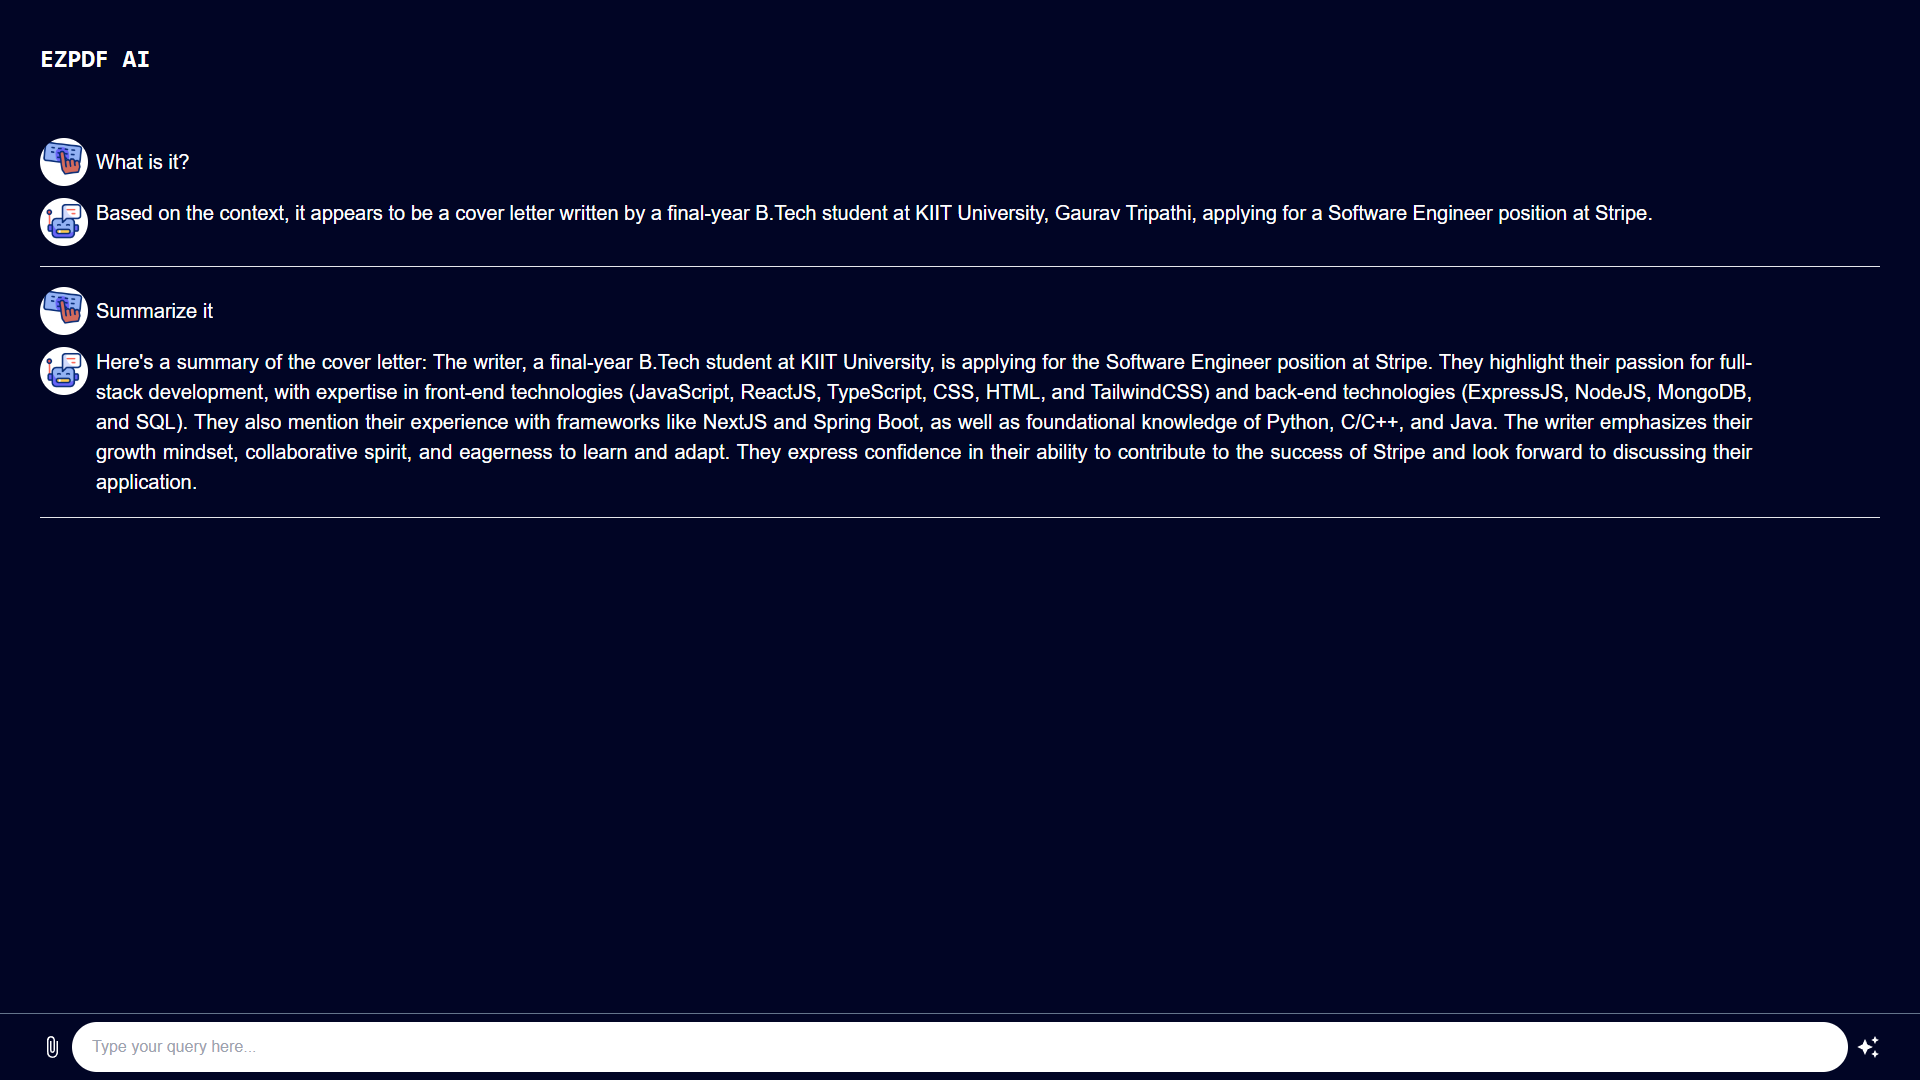 EZPDF AI
What is it?
Based on the context, it appears to be a cover letter written by a final-year B.Tech student at KIIT University, Gaurav Tripathi, applying for a Software Engineer position at Stripe.
Summarize it
Here's a summary of the cover letter: The writer, a final-year B.Tech student at KIIT University, is applying for the Software Engineer position at Stripe. They highlight their passion for full-
stack development, with expertise in front-end technologies (JavaScript, ReactJS, TypeScript, CSS, HTML, and TailwindCSS) and back-end technologies (ExpressJS, NodeJS, MongoDB,
and SQL). They also mention their experience with frameworks like NextJS and Spring Boot, as well as foundational knowledge of Python, C/C++, and Java. The writer emphasizes their
growth mindset, collaborative spirit, and eagerness to learn and adapt. They express confidence in their ability to contribute to the success of Stripe and look forward to discussing their
application.
Type your query here...